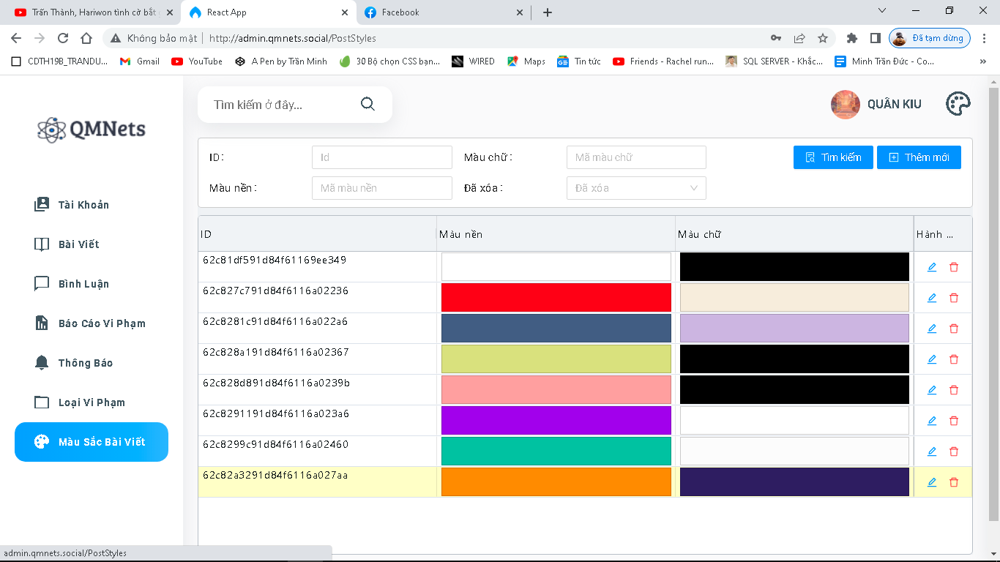 Trấn Thành, Hariwon tình cờ bắt
React App
Facebook
Không bảo mật
http://admin.qmnets.social/PostStyles
Đã tạm dừng
CDTH19B_TRANDU...
Gmail
YouTube
A Pen by Trần Minh
30 Bộ chọn CSS bạn...
WIRED
Maps
Tin tức
Friends - Rachel run...
SQL SERVER - Khắc...
Minh Trần Đức - Co...
»
QMNets
Tìm kiếm ở đây...
QUÂN KIU
ID:
Id
Màu chữ:
Mã màu chữ
Tìm kiếm
Thêm mới
Màu nền:
Mã màu nền
Đã xóa:
Đã xóa
Tài Khoản
Bài Viết
Bình Luận
Báo Cáo Vi Phạm
Thông Báo
Loại Vi Phạm
Màu Sắc Bài Viết
ID
Màu nền
Màu chữ
Hành ...
62c81df591d84f61169ee349
62c827c791d84f6116a02236
62c8281c91d84f6116a022a6
62c828a191d84f6116a02367
62c828d891d84f6116a0239b
62c8291191d84f6116a023a6
62c8299c91d84f6116a02460
62c82a3291d84f6116a027aa
admin.qmnets.social/PostStyles